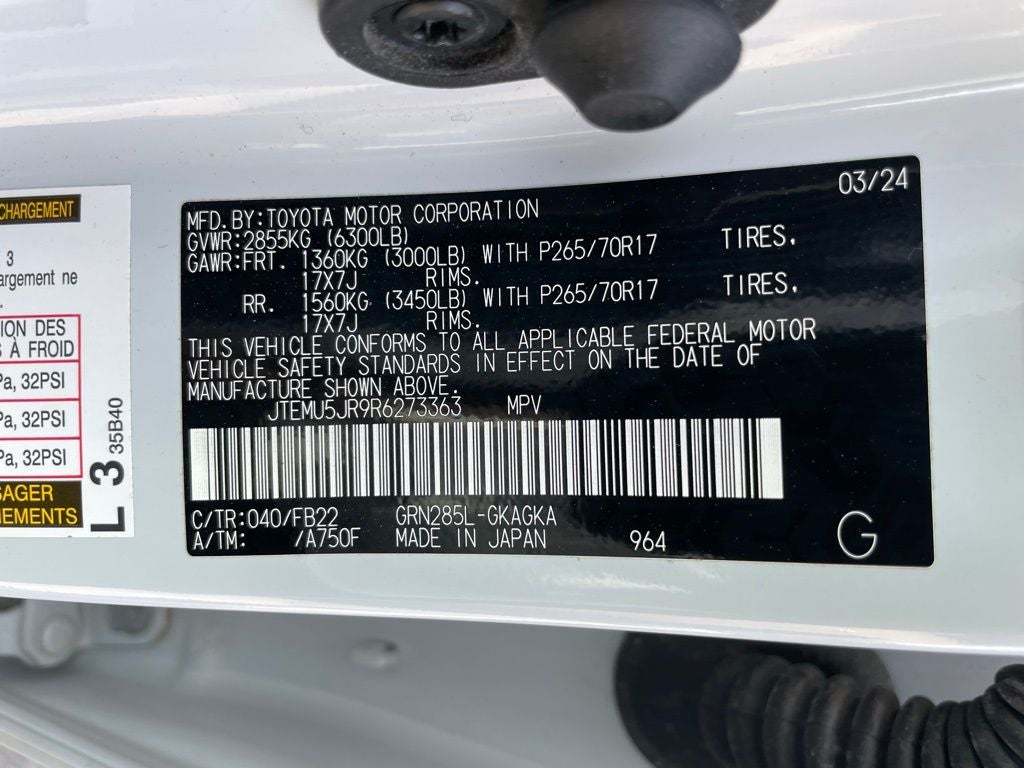 CHARGEMENT
3
argement ne
ION DES
À FROID
Pa, 32PSI
Pa, 32PSI
Pa, 32PSI
SAGER
NEMENTS
L 3 35B40
03/24
MFD.BY:TOYOTA MOTOR CORPORATION
GVWR:2855KG (6300LB)
GAWR:FRT. 1360KG (3000LB) WITH P265/70R17 TIRES.
17X7J RIMS.
RR. 1560KG (3450LB) WITH P265/70R17 TIRES.
17X7J RIMS.
THIS VEHICLE CONFORMS TO ALL APPLICABLE FEDERAL MOTOR
VEHICLE SAFETY STANDARDS IN EFFECT ON THE DATE OF
MANUFACTURE SHOWN ABOVE.
JTEMU5JR9R6273363 MPV
C/TR:040/FB22 GRN285L-GKAGKA
A/TM: /A750F MADE IN JAPAN 964
G